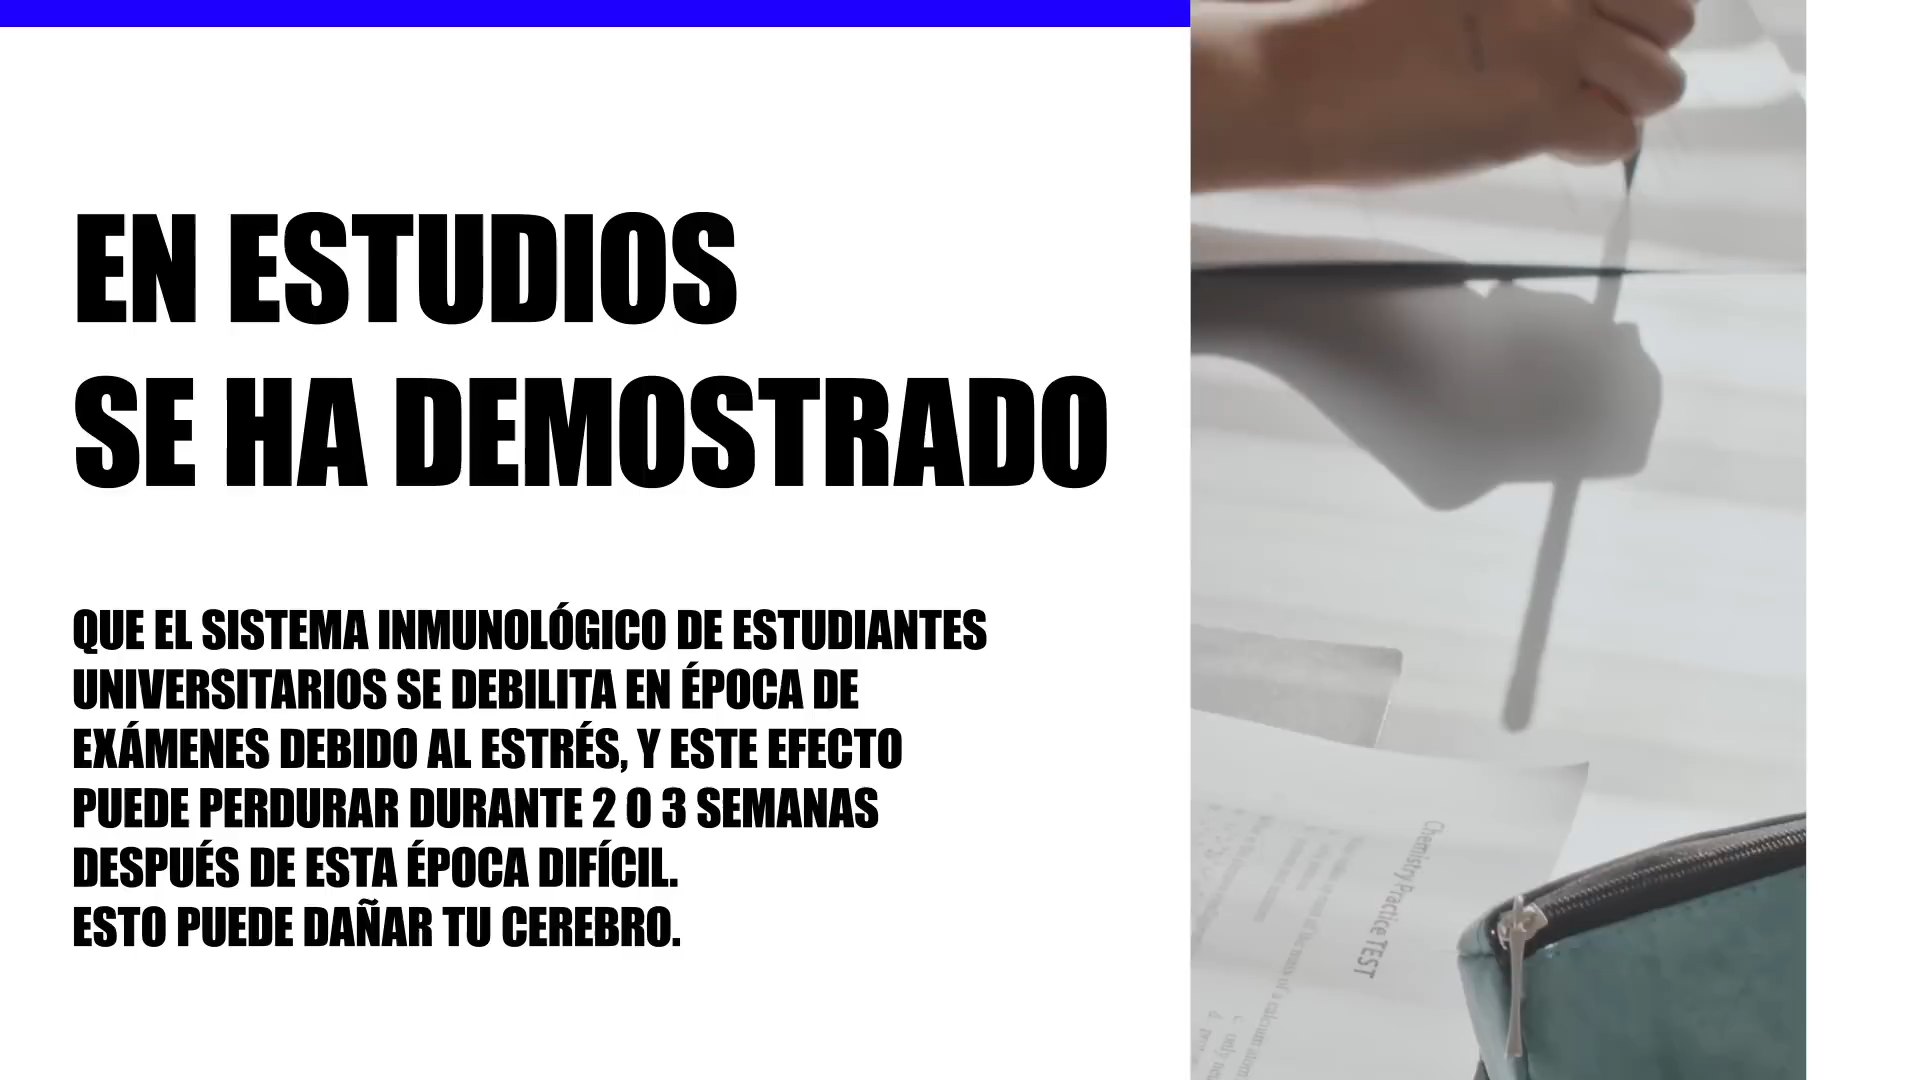 EN ESTUDIOS
SE HA DEMOSTRADO
QUE EL SISTEMA INMUNOLÓGICO DE ESTUDIANTES
UNIVERSITARIOS SE DEBILITA EN ÉPOCA DE
EXÁMENES DEBIDO AL ESTRÉS, Y ESTE EFECTO
PUEDE PERDURAR DURANTE 2 O 3 SEMANAS
DESPUÉS DE ESTA ÉPOCA DIFÍCIL.
ESTO PUEDE DAÑAR TU CEREBRO.
Chemistry Practice TEST